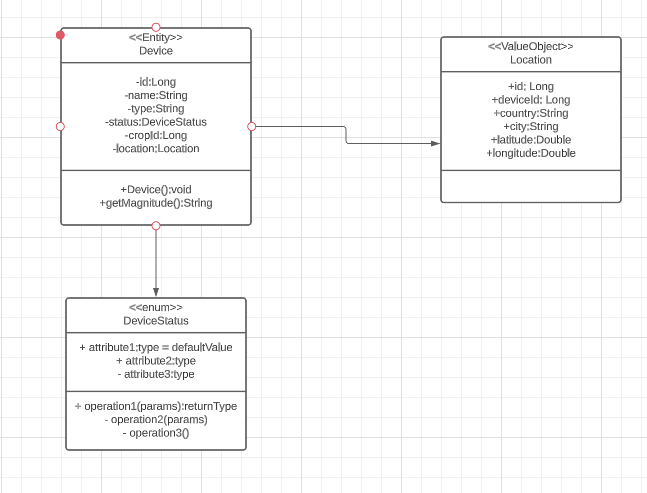 <<Entity>>
Device
-id:Long
-name:String
-type:String
-status:DeviceStatus
-cropId:Long
-location:Location
+Device():void
+getMagnitude():String
<<ValueObject>>
Location
+id: Long
+deviceId: Long
+country:String
+city:String
+latitude:Double
+longitude:Double
<<enum>>
DeviceStatus
+ attribute1:type = defaultValue
+ attribute2:type
- attribute3:type
+ operation1(params):returnType
- operation2(params)
- operation3()